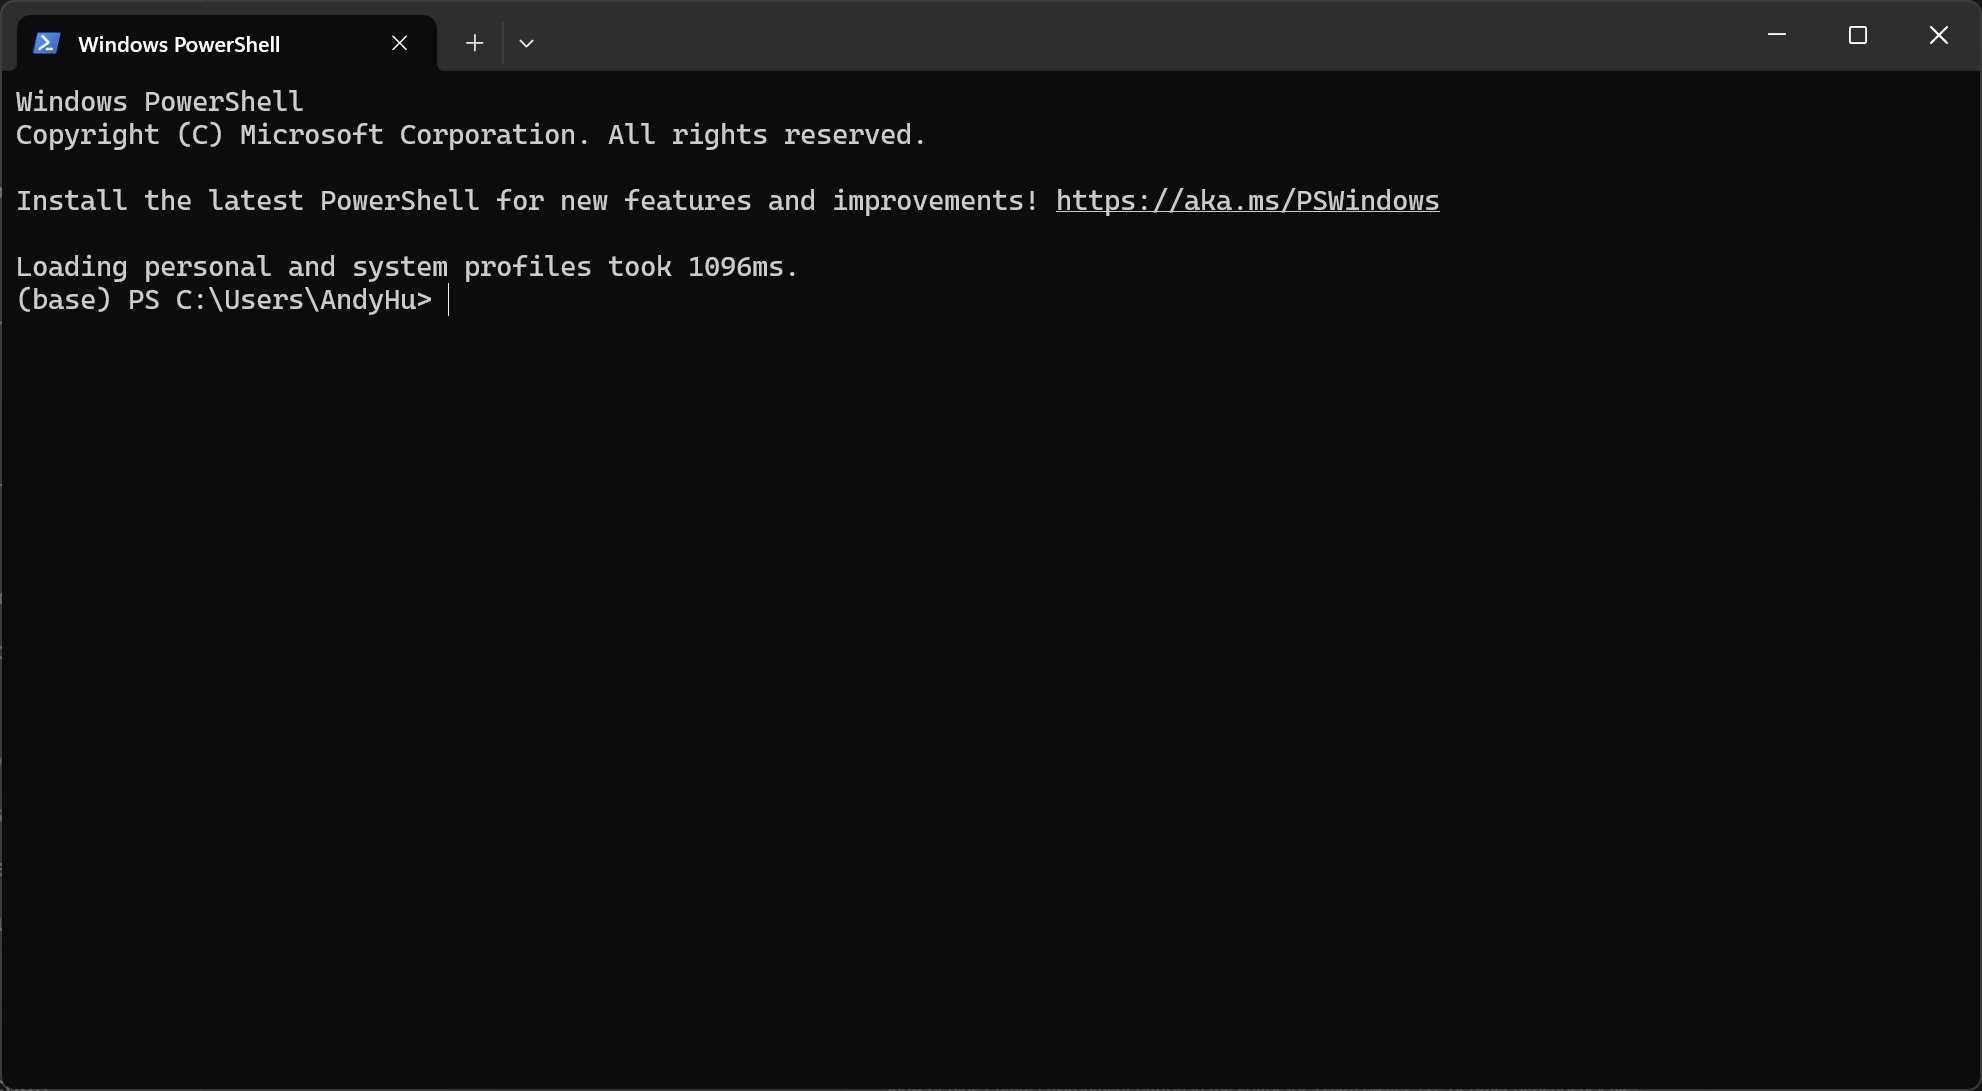 Windows PowerShell
Windows PowerShell
Copyright (C) Microsoft Corporation. All rights reserved.
Install the latest PowerShell for new features and improvements! https://aka.ms/PSWindows
Loading personal and system profiles took 1096ms.
(base) PS C:\Users\AndyHu>